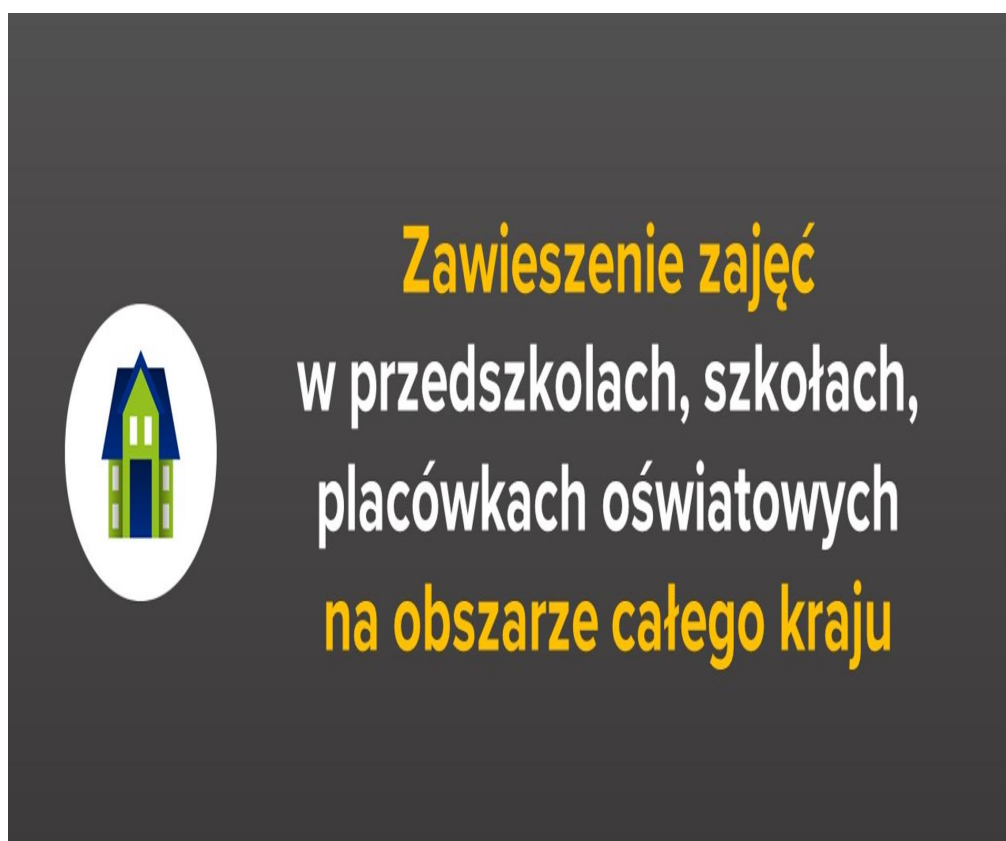 Zawieszenie zajęć
w przedszkolach, szkołach,
placówkach oświatowych
na obszarze całego kraju